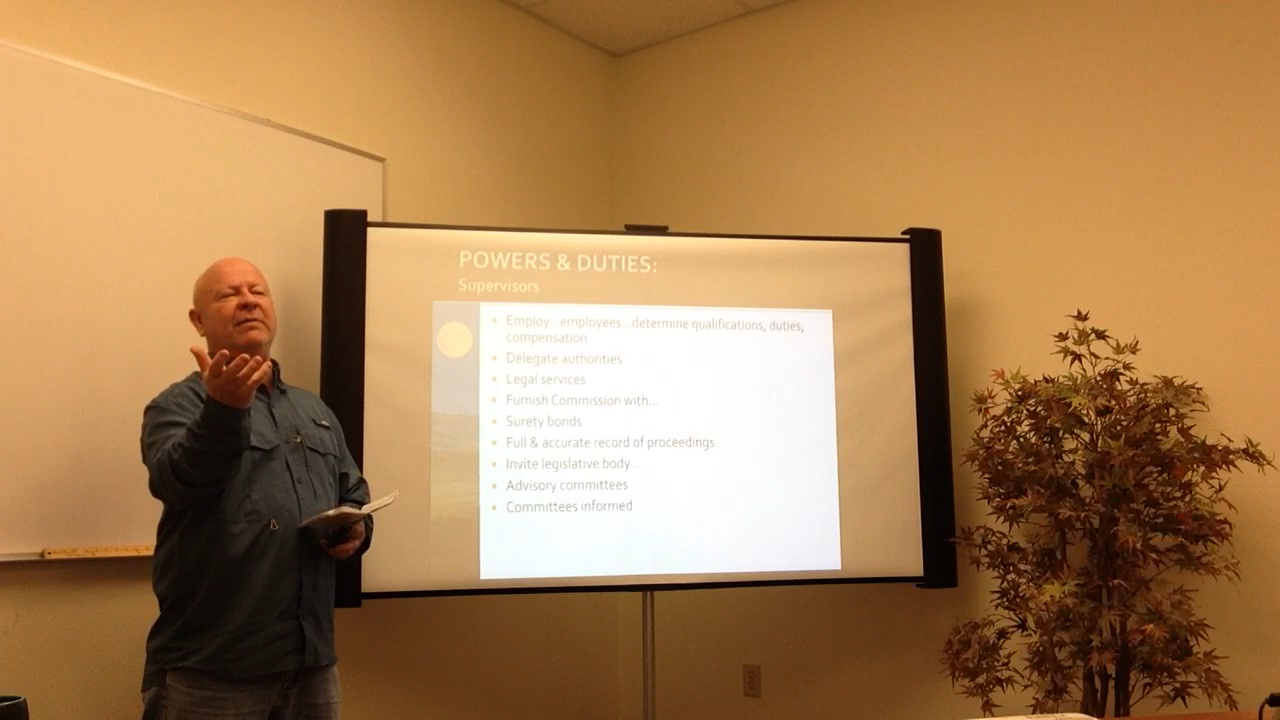 POWERS & DUTIES:
Supervisors
Employ...employees...determine qualifications, duties,
compensation
Delegate authorities
Legal services
Furnish Commission with...
Surety bonds
Full & accurate record of proceedings...
Invite legislative body...
Advisory committees
Committees informed